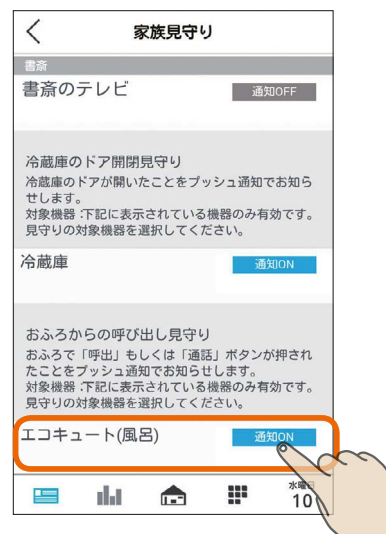 家族見守り
書斎
書斎のテレビ
通知OFF
冷蔵庫のドア開閉見守り
冷蔵庫のドアが開いたことをプッシュ通知でお知ら
せします。
対象機器:下記に表示されている機器のみ有効です。
見守りの対象機器を選択してください。
冷蔵庫
通知ON
おふろからの呼び出し見守り
おふろで「呼出」もしくは「通話」ボタンが押され
たことをプッシュ通知でお知らせします。
対象機器:下記に表示されている機器のみ有効です。
見守りの対象機器を選択してください。
エコキュート(風呂)
通知ON
水曜日
10